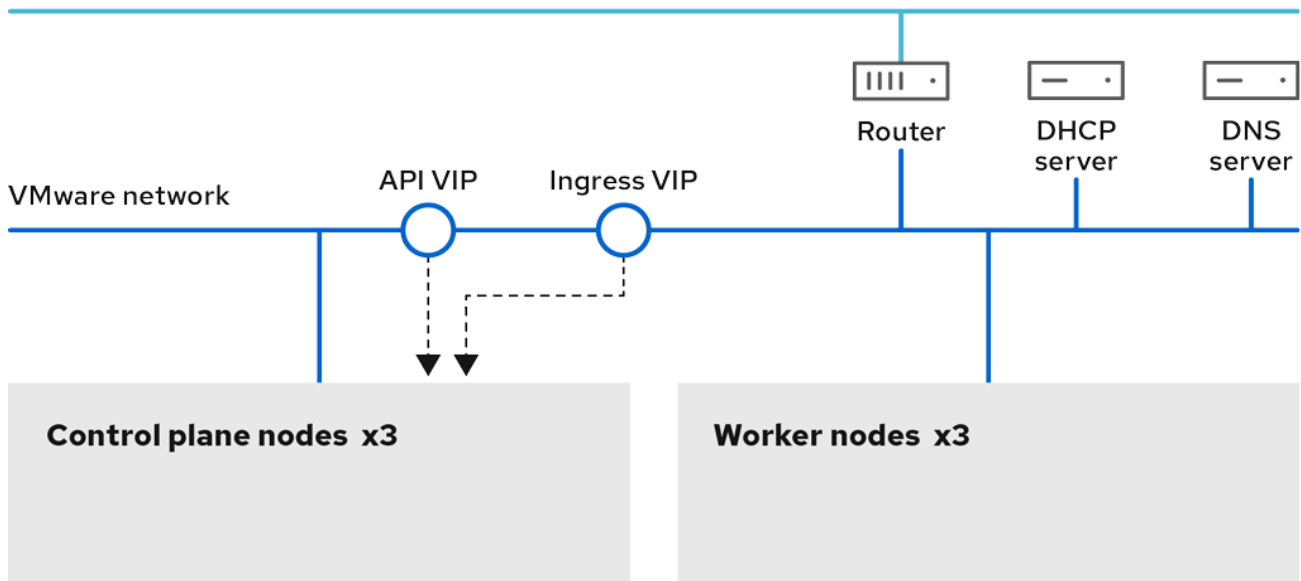 Router
DHCP
server
DNS
server
VMware network
API VIP
Ingress VIP
Control plane nodes x3
Worker nodes x3